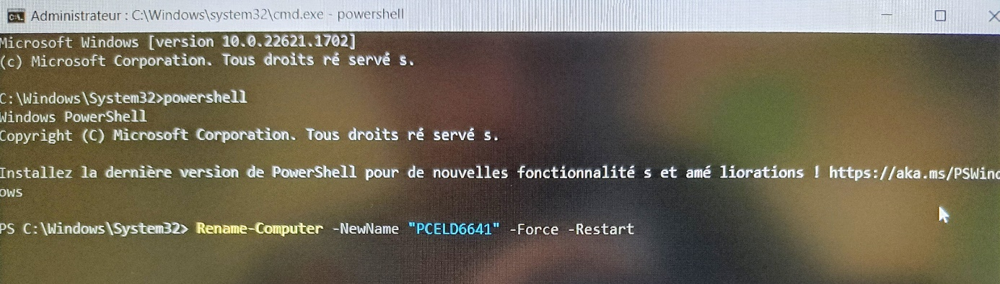 Administrateur : C:\Windows\system32\cmd.exe - powershell
Microsoft Windows [version 10.0.22621.1702]
(c) Microsoft Corporation. Tous droits ré servé s.
C:\Windows\System32>powershell
Windows PowerShell
Copyright (C) Microsoft Corporation. Tous droits ré servé s.
Installez la dernière version de PowerShell pour de nouvelles fonctionnalité s et amé liorations ! https://aka.ms/PSWind
ows
PS C:\Windows\System32> Rename-Computer -NewName "PCELD6641" -Force -Restart